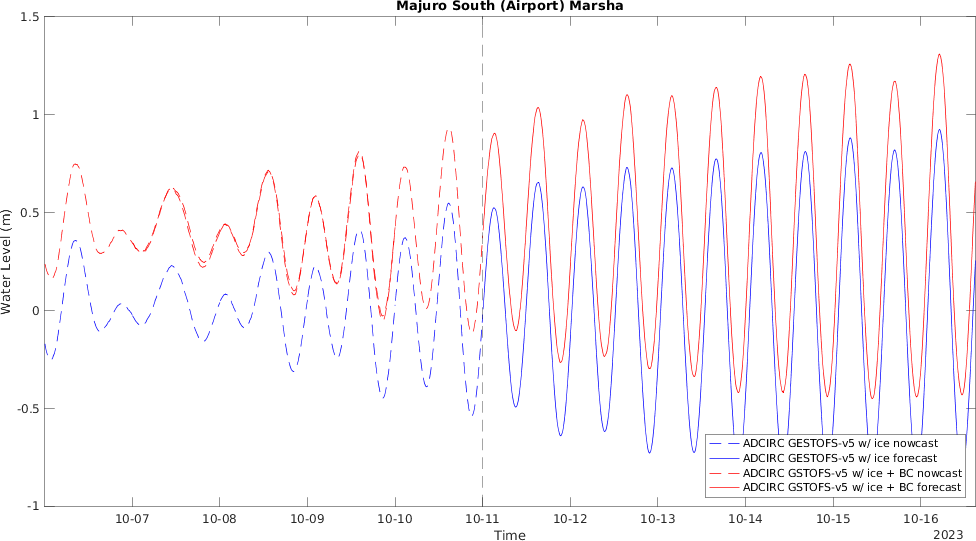 Majuro South (Airport) Marsha
1.5
1
0.5
0
-0.5
-1
Water Level (m)
ADCIRC GESTOFS-v5 w/ ice nowcast
ADCIRC GESTOFS-v5 w/ ice forecast
ADCIRC GSTOFS-v5 w/ ice + BC nowcast
ADCIRC GSTOFS-v5 w/ ice + BC forecast
10-07 10-08 10-09 10-10 10-11 10-12 10-13 10-14 10-15 10-16
Time
2023